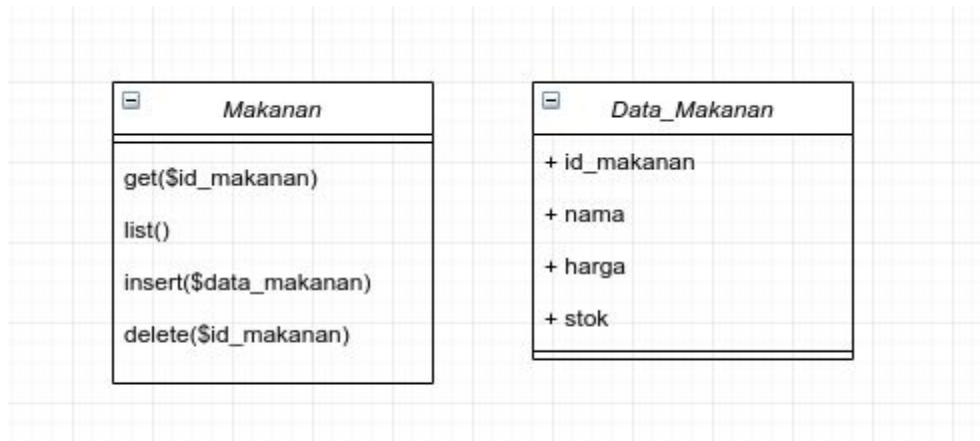 Makanan
get($id_makanan)
list()
insert($data_makanan)
delete($id_makanan)
Data_Makanan
+ id_makanan
+ nama
+ harga
+ stok